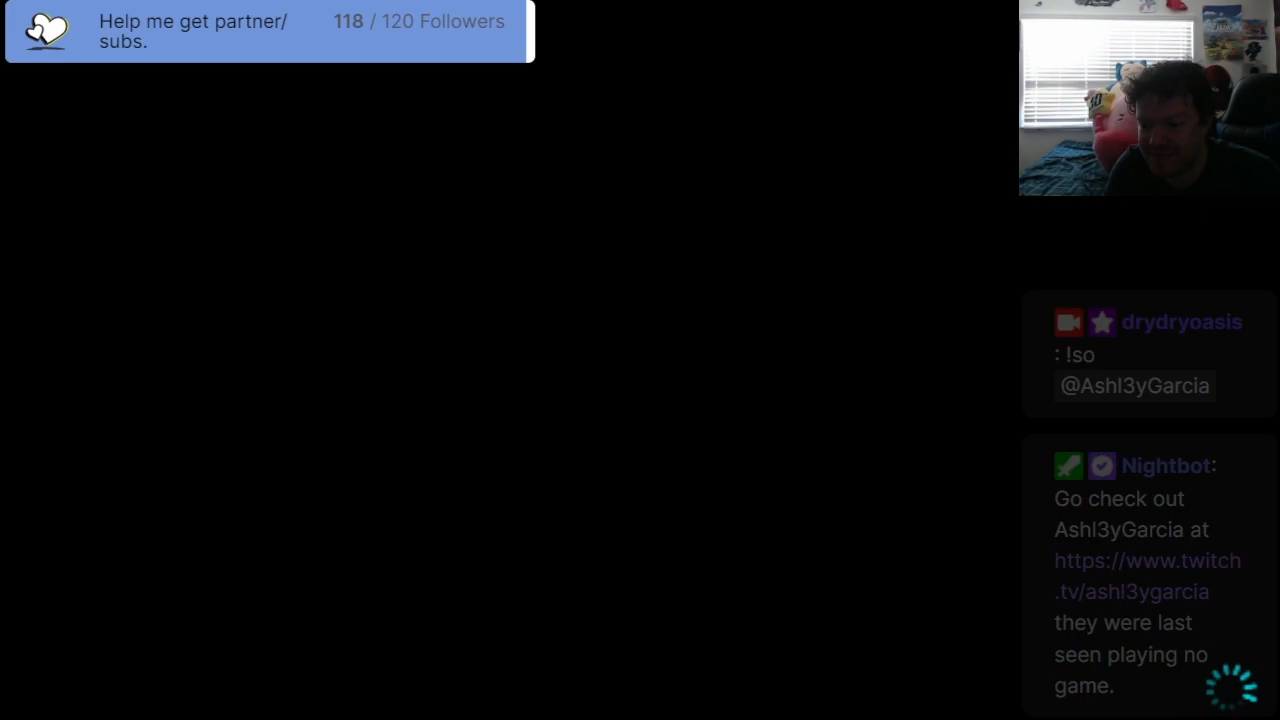 Help me get partner/
subs.
118 / 120 Followers
drydryoasis
: !so
@Ashl3yGarcia
Nightbot:
Go check out
Ashl3yGarcia at
https://www.twitch
.tv/ashl3ygarcia
they were last
seen playing no
game.